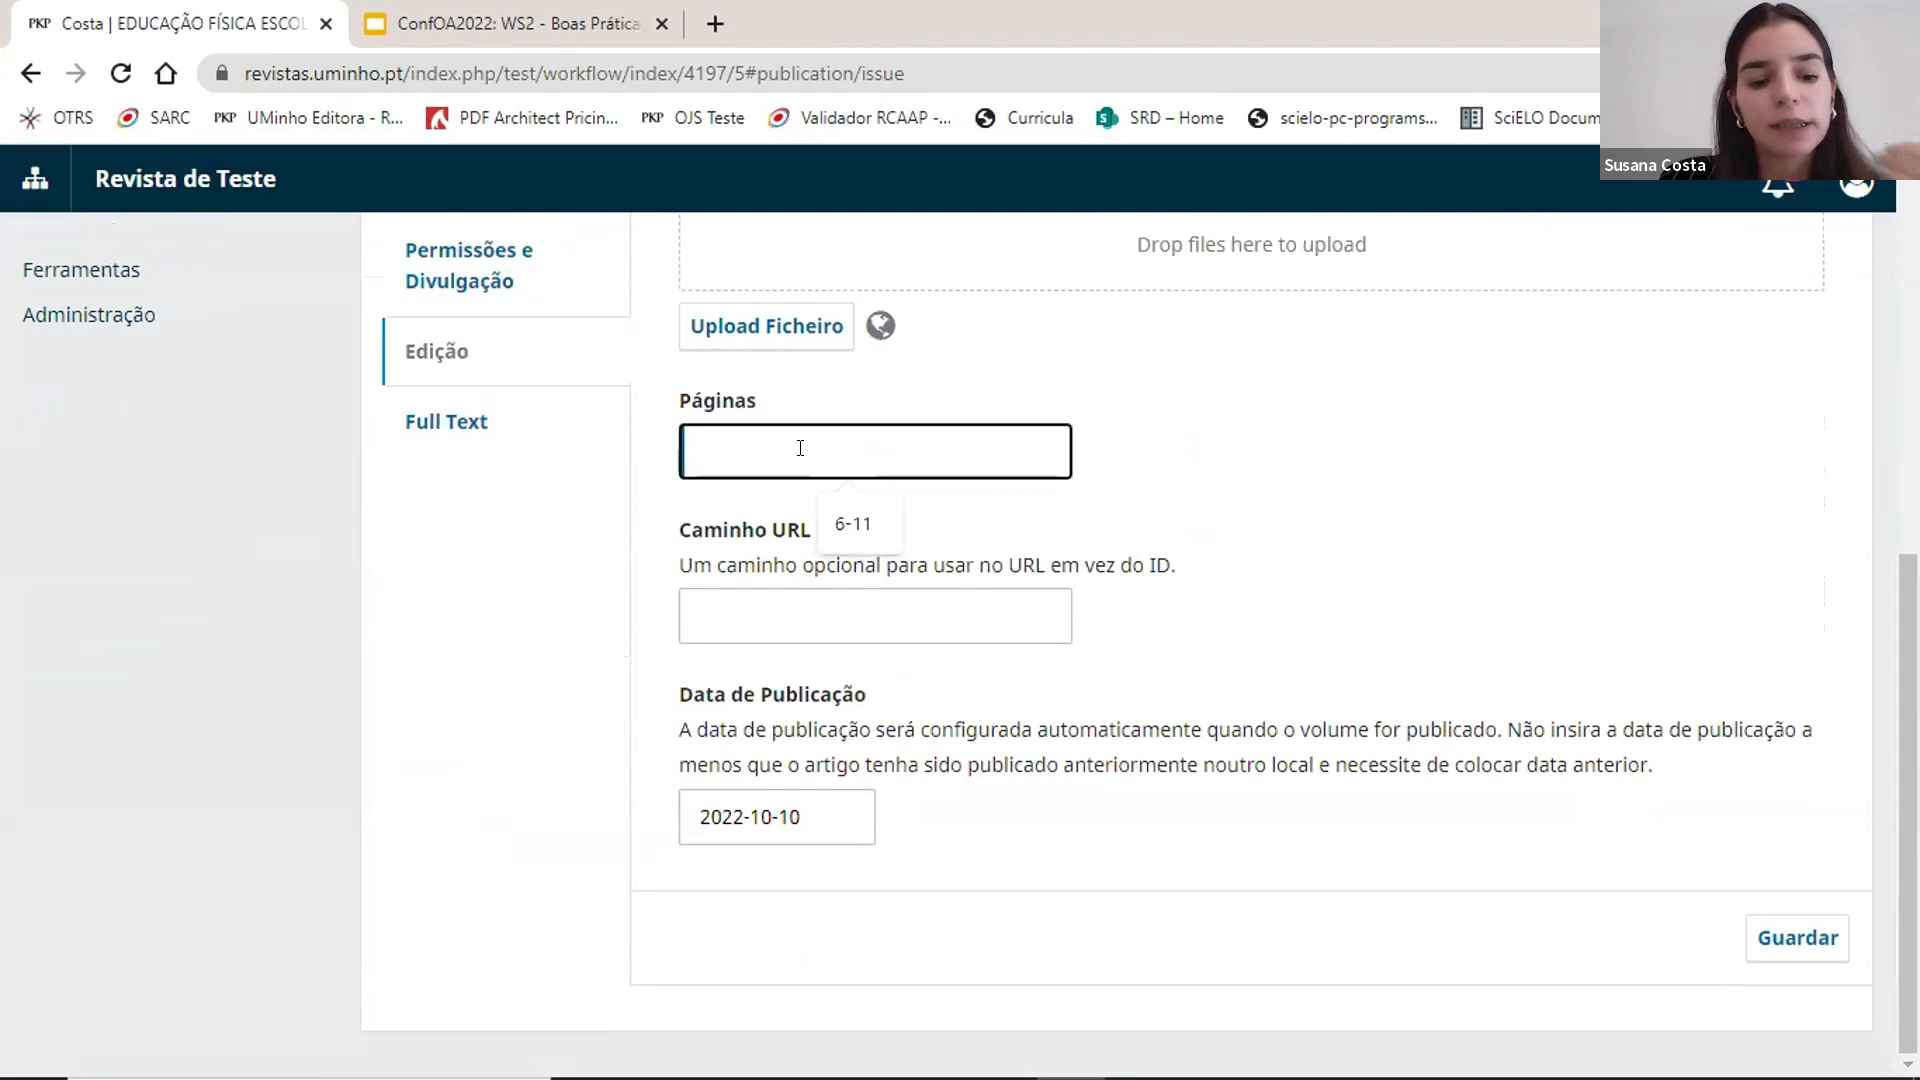 PKP Costa | EDUCAÇÃO FÍSICA ESCOL
ConfOA2022: WS2 - Boas Prática
revistas.uminho.pt/index.php/test/workflow/index/4197/5#publication/issue
OTRS SARC PKP UMinho Editora - R... PDF Architect Pricin... PKP OJS Teste Validador RCAAP -... Curricula SRD – Home scielo-pc-programs... SciELO Docum
Susana Costa
Revista de Teste
Ferramentas
Administração
Permissões e
Divulgação
Edição
Full Text
Drop files here to upload
Upload Ficheiro
Páginas
6-11
Caminho URL
Um caminho opcional para usar no URL em vez do ID.
Data de Publicação
A data de publicação será configurada automaticamente quando o volume for publicado. Não insira a data de publicação a
menos que o artigo tenha sido publicado anteriormente noutro local e necessite de colocar data anterior.
2022-10-10
Guardar